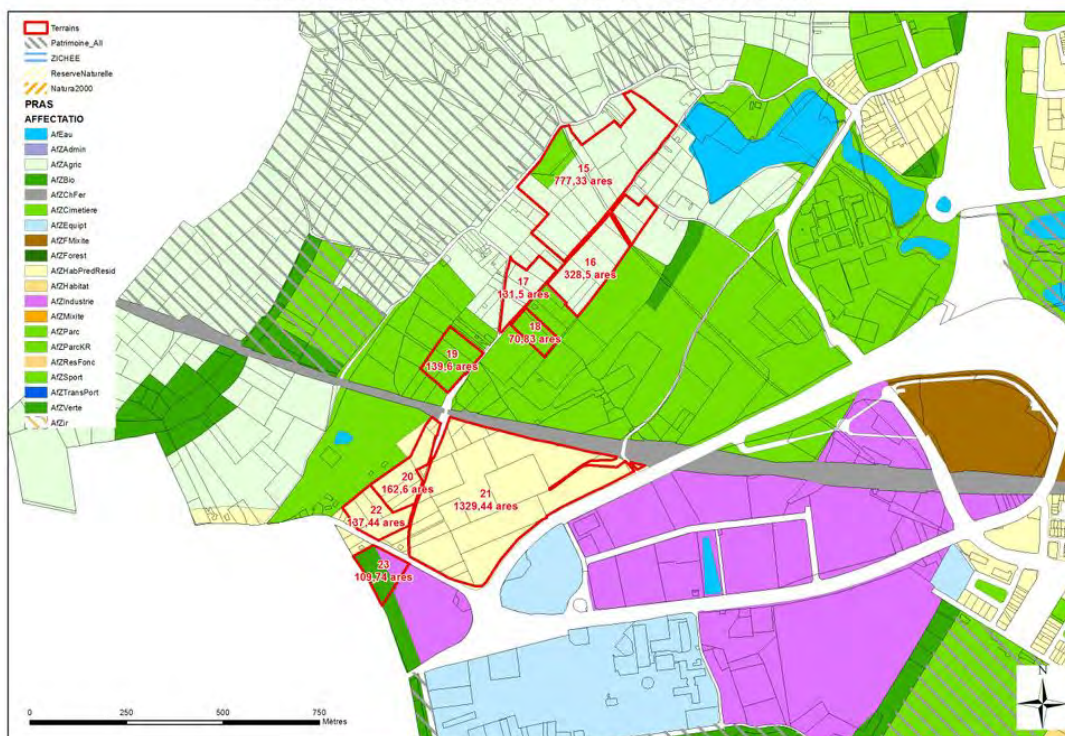 Terrains
Patrimoine_All
ZICHEE
ReserveNaturelle
Natura2000
PRAS
AFFECTATIO
AfEau
AfZAdmin
AfZAgric
AfZBio
AfZChFer
AfZCimetiere
AfZEquipt
AfZFMixite
AfZForest
AfZHabPredResid
AfZHabitat
AfZIndustrie
AfZMixite
AfZParc
AfZParcKR
AfZResFonc
AfZSport
AfZTransPort
AfZVerte
AfZir
15
777,33 ares
16
328,5 ares
17
131,5 ares
18
70,83 ares
19
139,6 ares
20
162,6 ares
21
1329,44 ares
22
137,44 ares
23
109,74 ares
0 250 500 750
Mètres
N